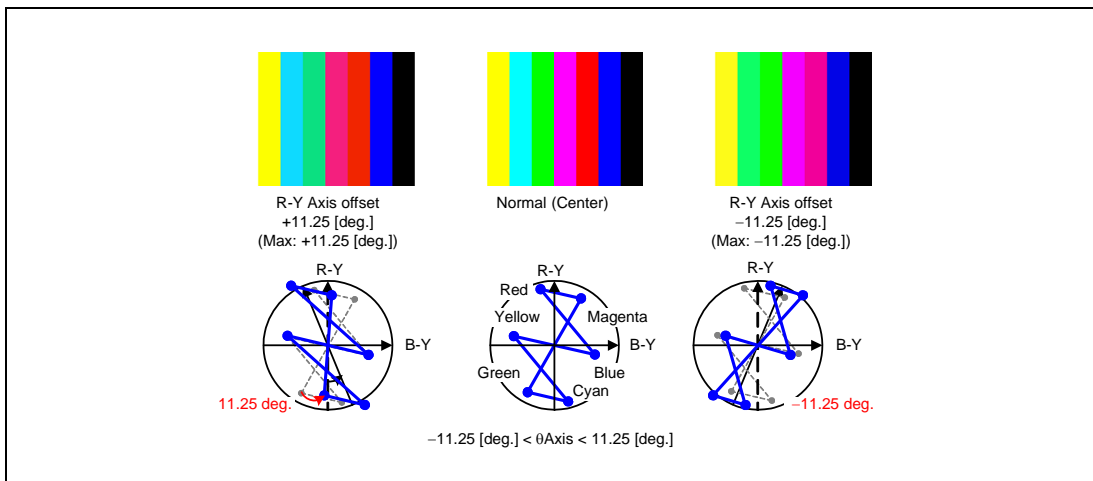 R-Y Axis offset
+11.25 [deg.]
(Max: +11.25 [deg.])
Normal (Center)
R-Y Axis offset
−11.25 [deg.]
(Max: −11.25 [deg.])
R-Y
B-Y
11.25 deg.
R-Y
Red
Yellow
Magenta
B-Y
Green
Blue
Cyan
R-Y
B-Y
−11.25 deg.
−11.25 [deg.] < θAxis < 11.25 [deg.]